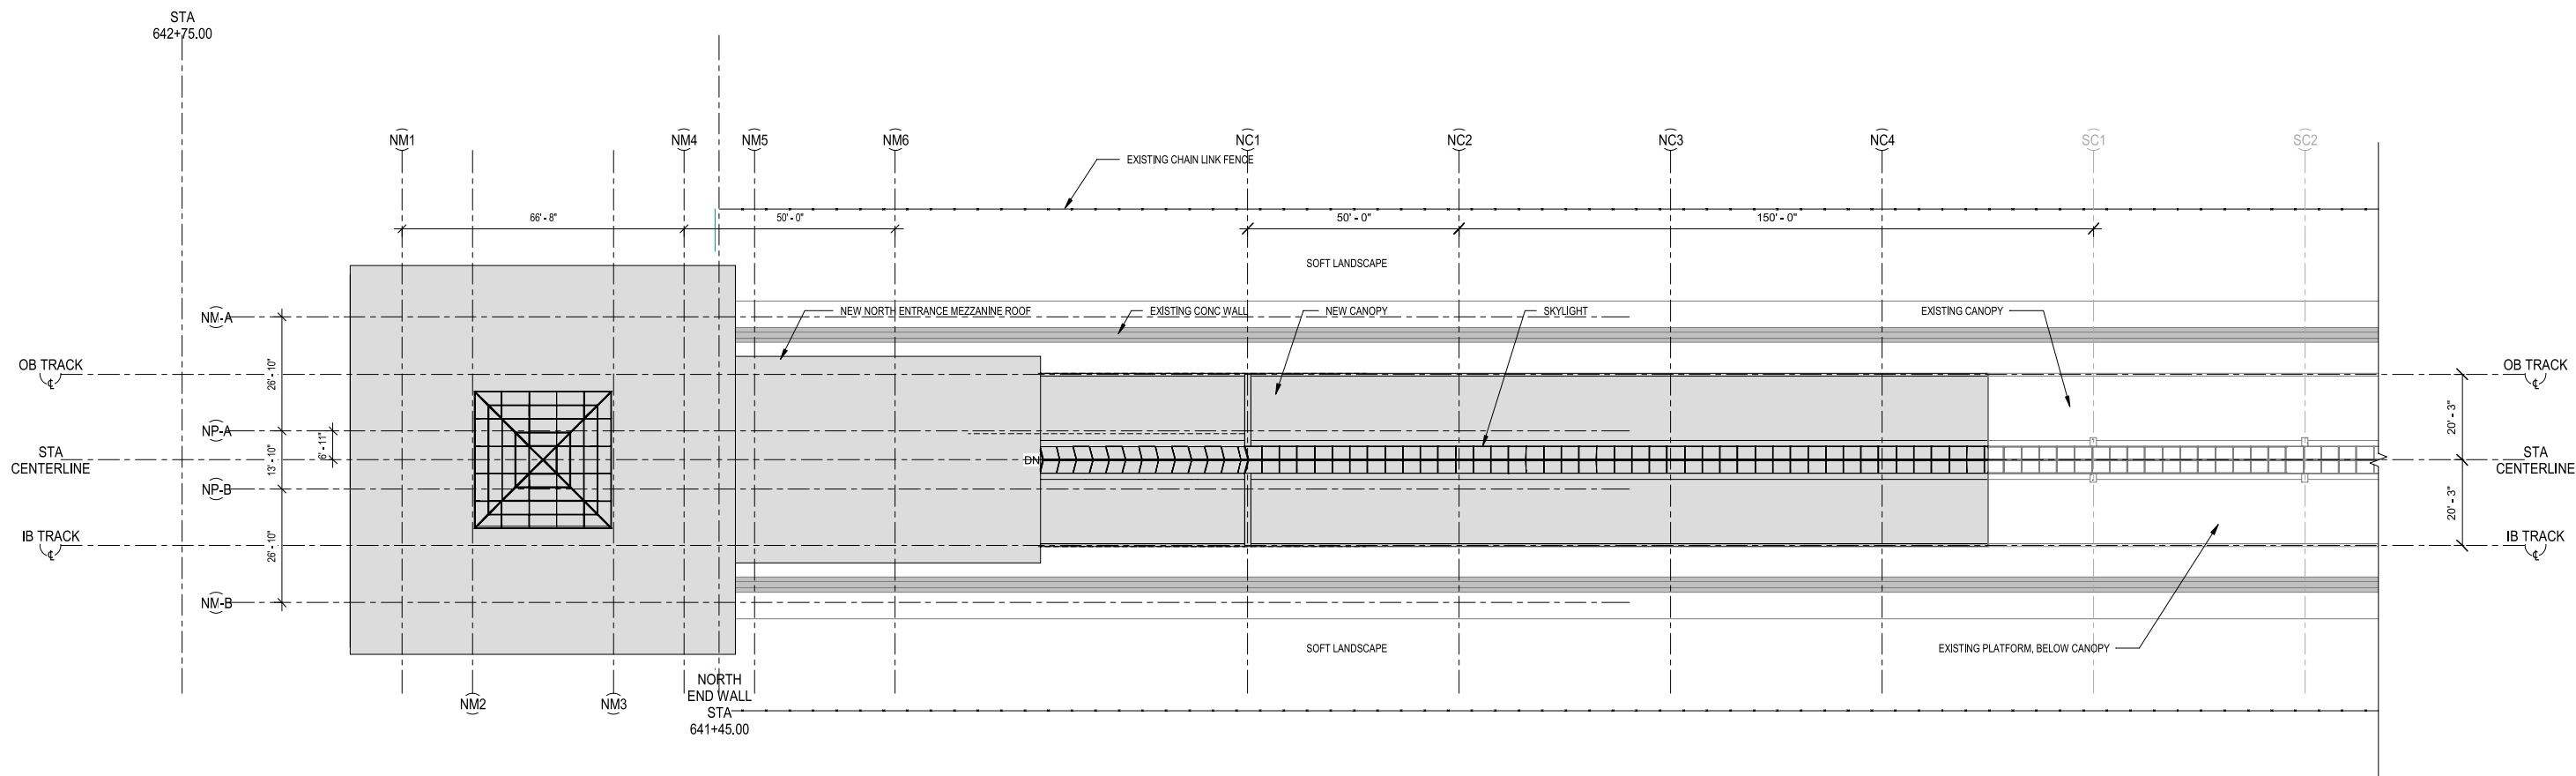 STA
642+75.00
NM1
NM4
NM5
NM6
NC1
NC2
NC3
NC4
SC1
SC2
EXISTING CHAIN LINK FENCE
66' - 8"
50' - 0"
50' - 0"
150' - 0"
SOFT LANDSCAPE
NM-A
NEW NORTH ENTRANCE MEZZANINE ROOF
EXISTING CONC WALL
NEW CANOPY
SKYLIGHT
EXISTING CANOPY
OB TRACK
℄
26' - 10"
OB TRACK
℄
20' - 3"
NP-A
6' - 11"
STA
CENTERLINE
13' - 10"
DN
STA
CENTERLINE
NP-B
IB TRACK
℄
26' - 10"
20' - 3"
IB TRACK
℄
NM-B
SOFT LANDSCAPE
EXISTING PLATFORM, BELOW CANOPY
NM2
NM3
NORTH
END WALL
STA
641+45.00